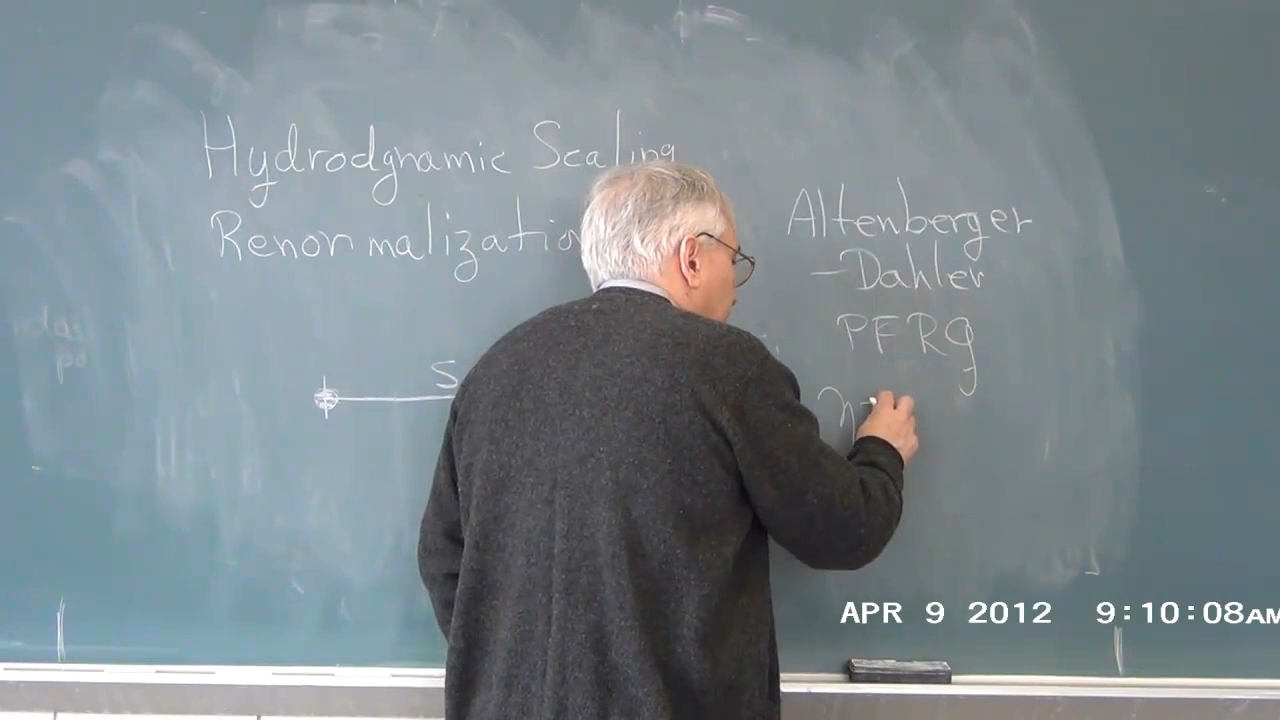 Hydrodynamic Scaling
Renormalization
Altenberger
-Dahler
PFRG
S
η
APR 9 2012 9:10:08AM